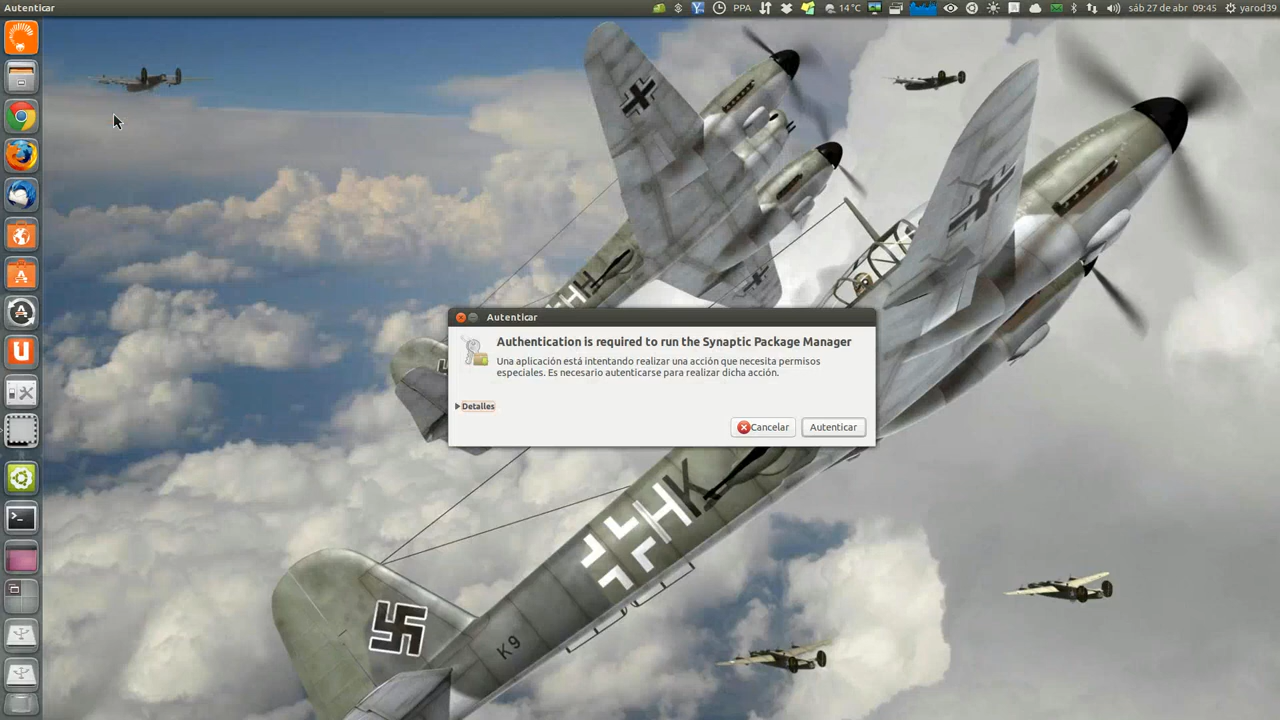 Autenticar
PPA
14°C
sáb 27 de abr 09:45
yarod39
Autenticar
Authentication is required to run the Synaptic Package Manager
Una aplicación está intentando realizar una acción que necesita permisos
especiales. Es necesario autenticarse para realizar dicha acción.
Detalles
Cancelar
Autenticar
H
HK
K9